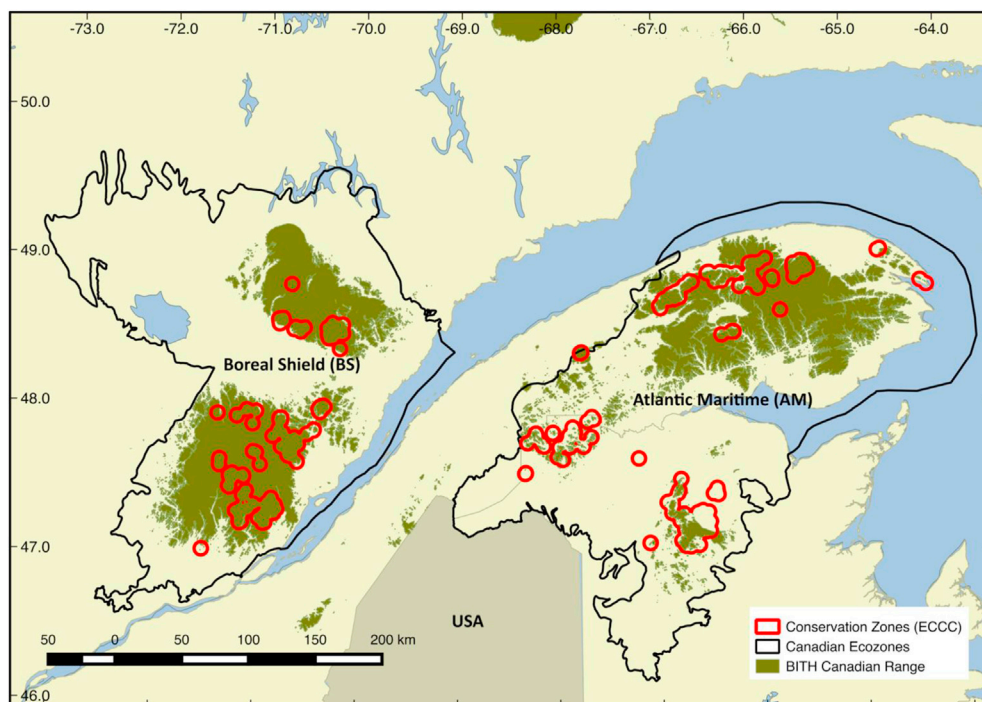 -73.0 -72.0 -71.0 -70.0 -68.0 -67.0 -66.0 -65.0 -64.0
50.0
49.0
48.0
47.0
46.0
Boreal Shield (BS)
Atlantic Maritime (AM)
USA
50 0 50 100 150 200 km
Conservation Zones (ECCC)
Canadian Ecozones
BITH Canadian Range